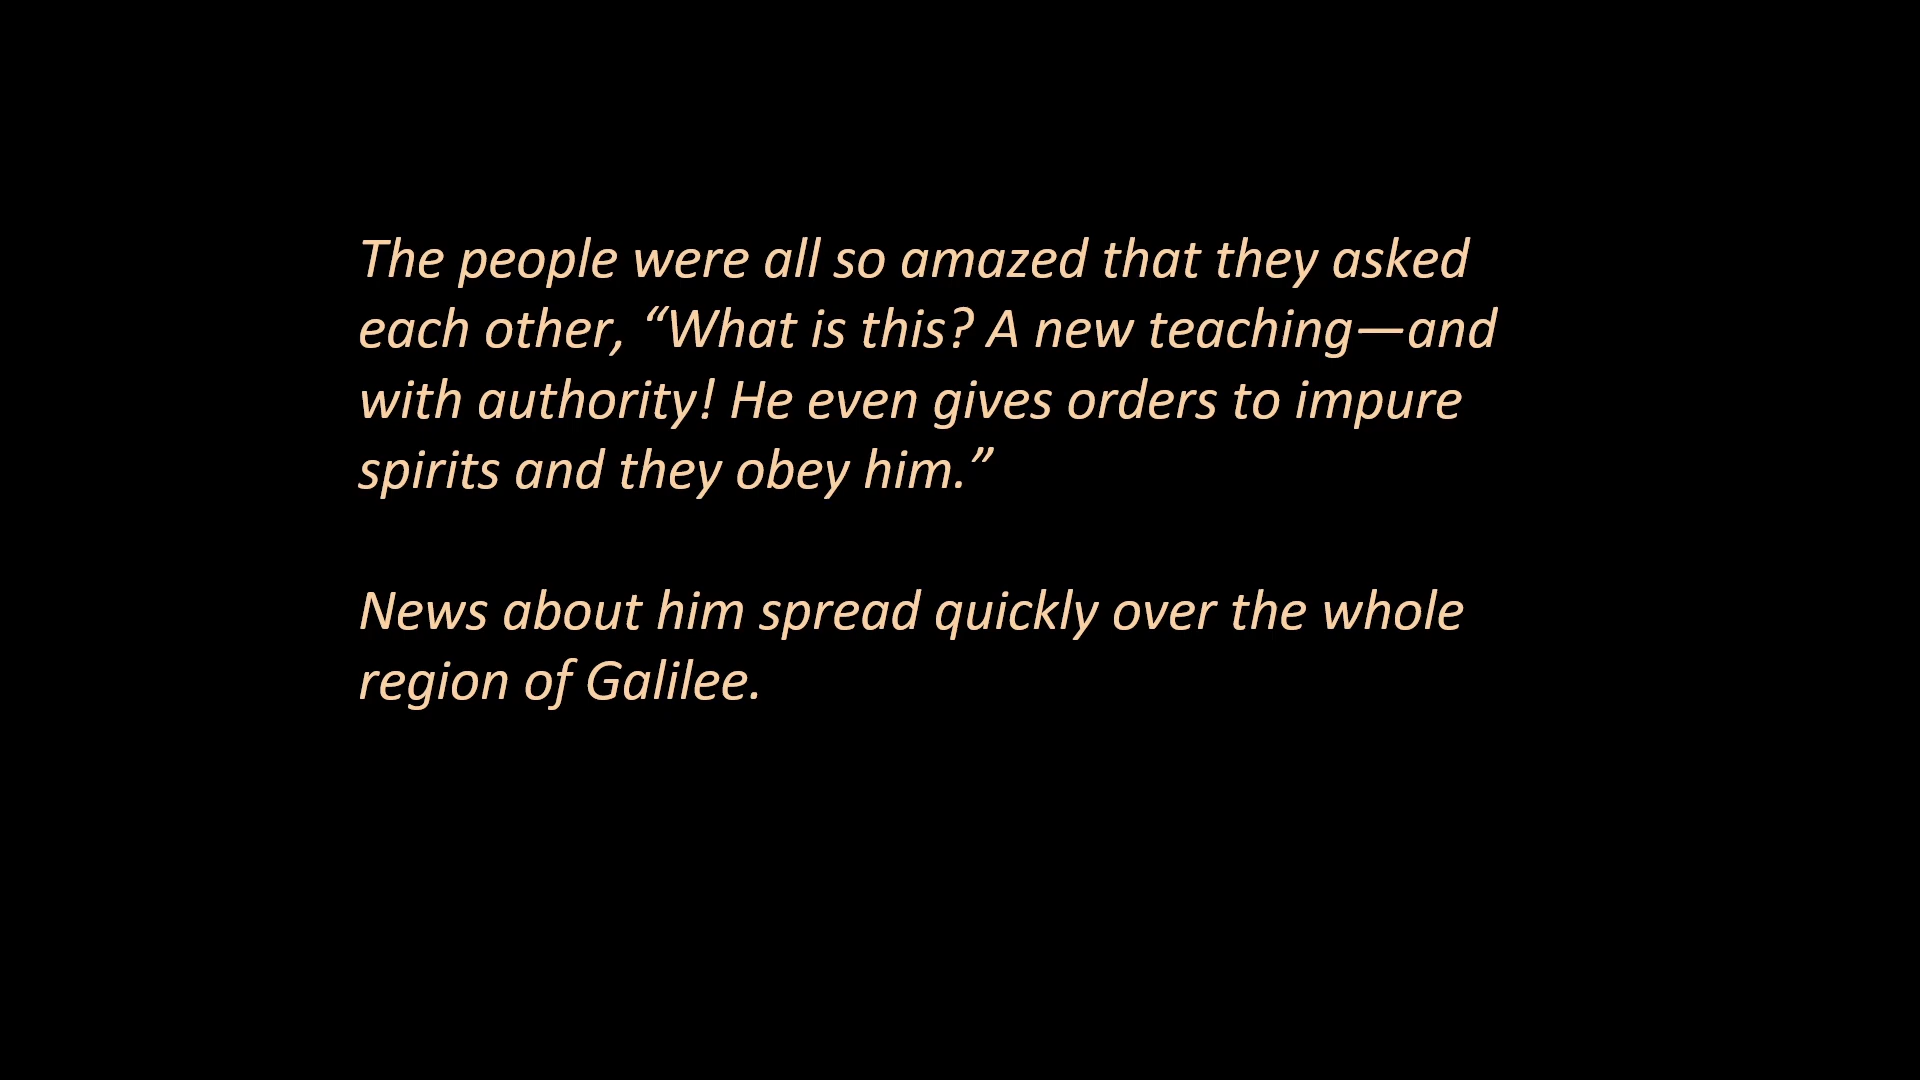 The people were all so amazed that they asked
each other, “What is this? A new teaching—and
with authority! He even gives orders to impure
spirits and they obey him.”
News about him spread quickly over the whole
region of Galilee.